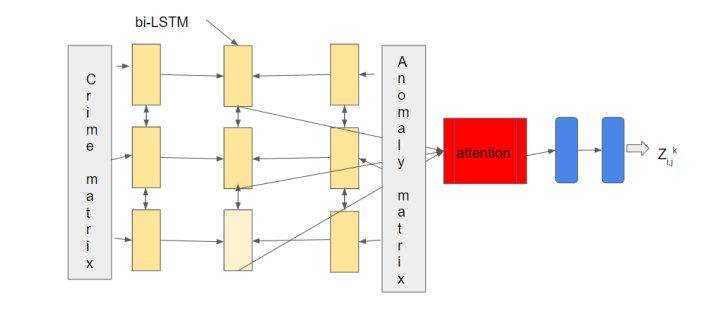 bi-LSTM
Crime matrix
Anomaly matrix
attention
Z i,j k